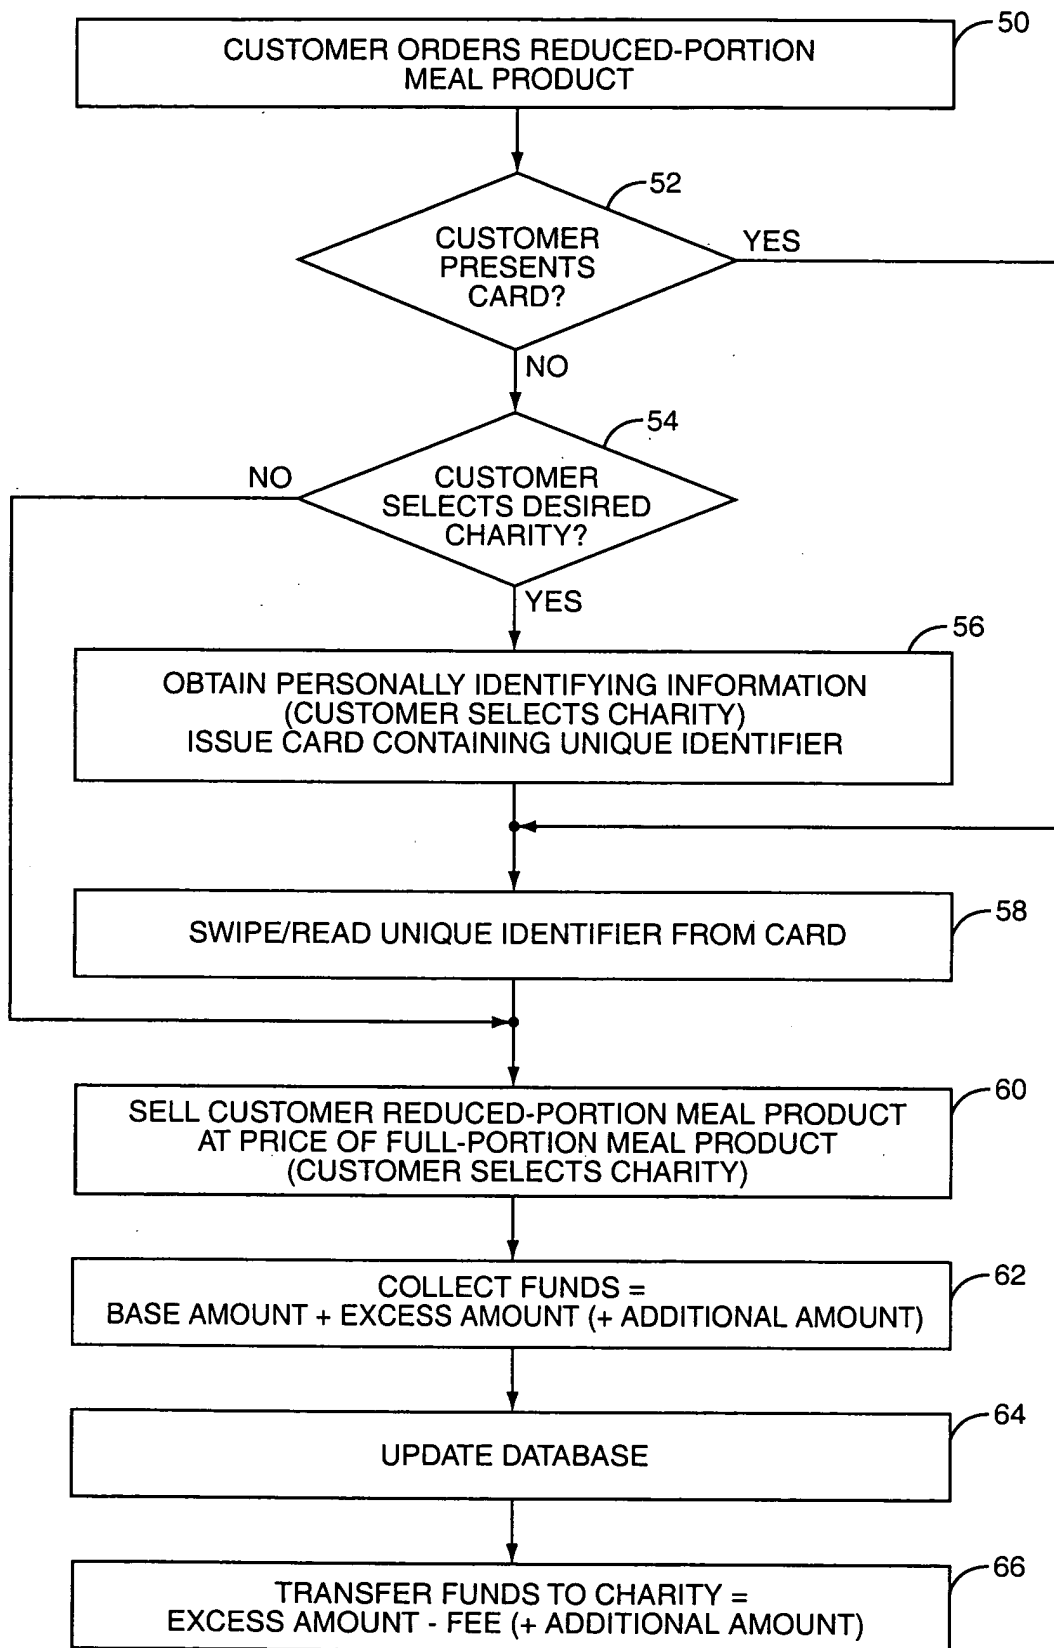 50
CUSTOMER ORDERS REDUCED-PORTION
MEAL PRODUCT
52
CUSTOMER
PRESENTS
CARD?
YES
NO
54
CUSTOMER
SELECTS DESIRED
CHARITY?
NO
YES
56
OBTAIN PERSONALLY IDENTIFYING INFORMATION
(CUSTOMER SELECTS CHARITY)
ISSUE CARD CONTAINING UNIQUE IDENTIFIER
58
SWIPE/READ UNIQUE IDENTIFIER FROM CARD
60
SELL CUSTOMER REDUCED-PORTION MEAL PRODUCT
AT PRICE OF FULL-PORTION MEAL PRODUCT
(CUSTOMER SELECTS CHARITY)
62
COLLECT FUNDS =
BASE AMOUNT + EXCESS AMOUNT (+ ADDITIONAL AMOUNT)
64
UPDATE DATABASE
66
TRANSFER FUNDS TO CHARITY =
EXCESS AMOUNT - FEE (+ ADDITIONAL AMOUNT)